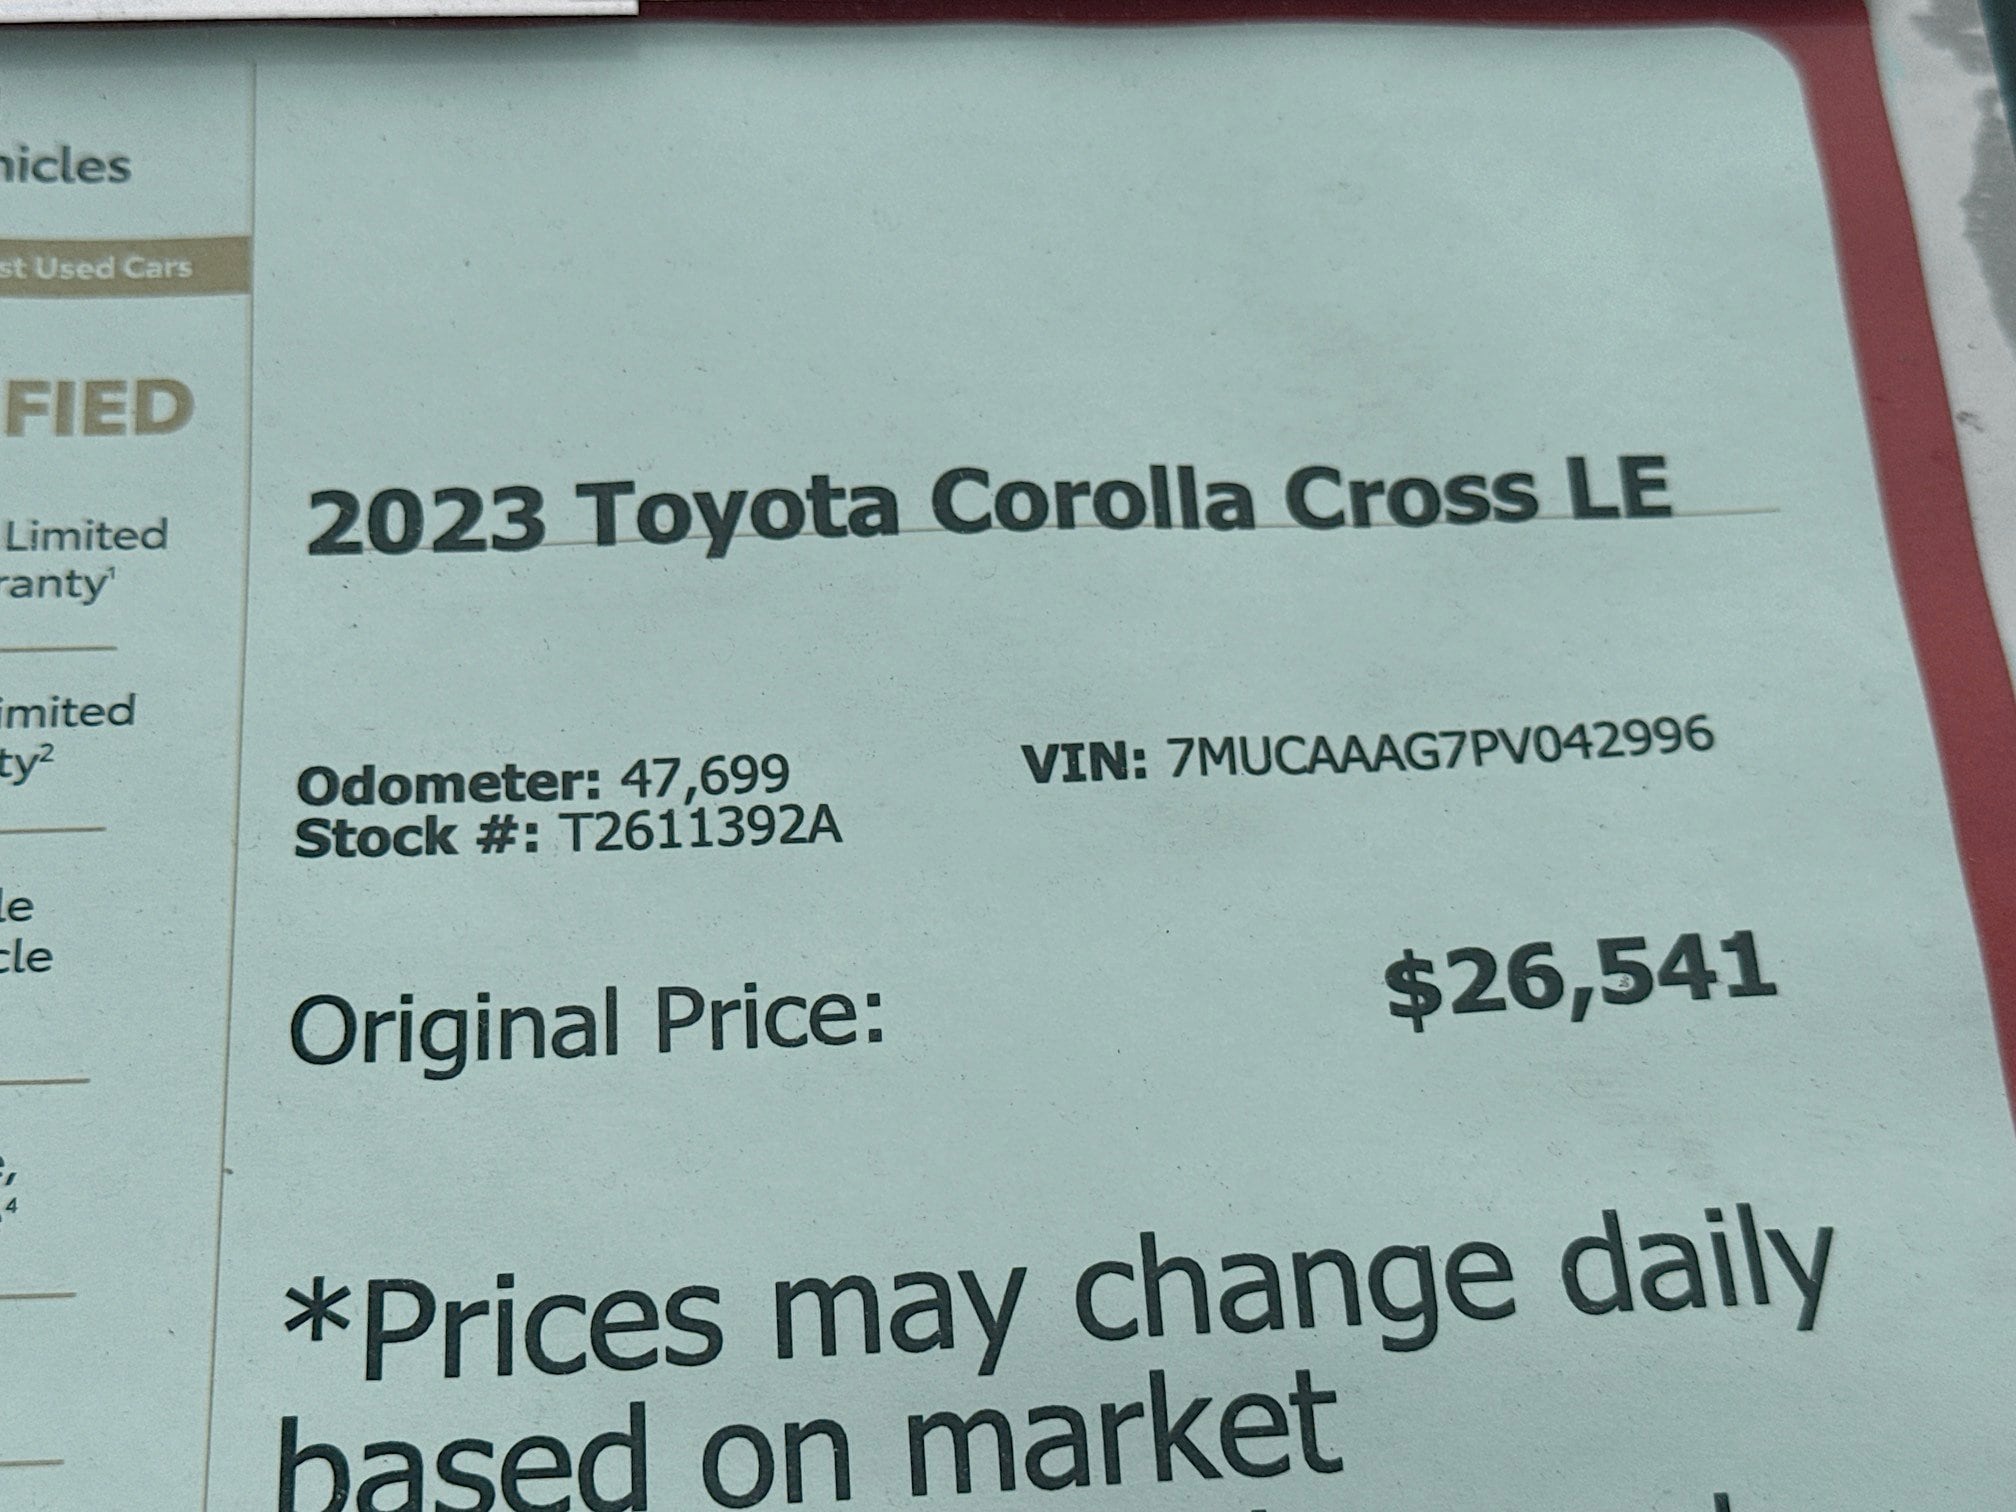 hicles
st Used Cars
FIED
Limited
ranty¹
imited
ty²
le
cle
e,
4
2023 Toyota Corolla Cross LE
Odometer: 47,699
VIN: 7MUCAAAG7PV042996
Stock #: T2611392A
Original Price:
$26,541
*Prices may change daily
based on market